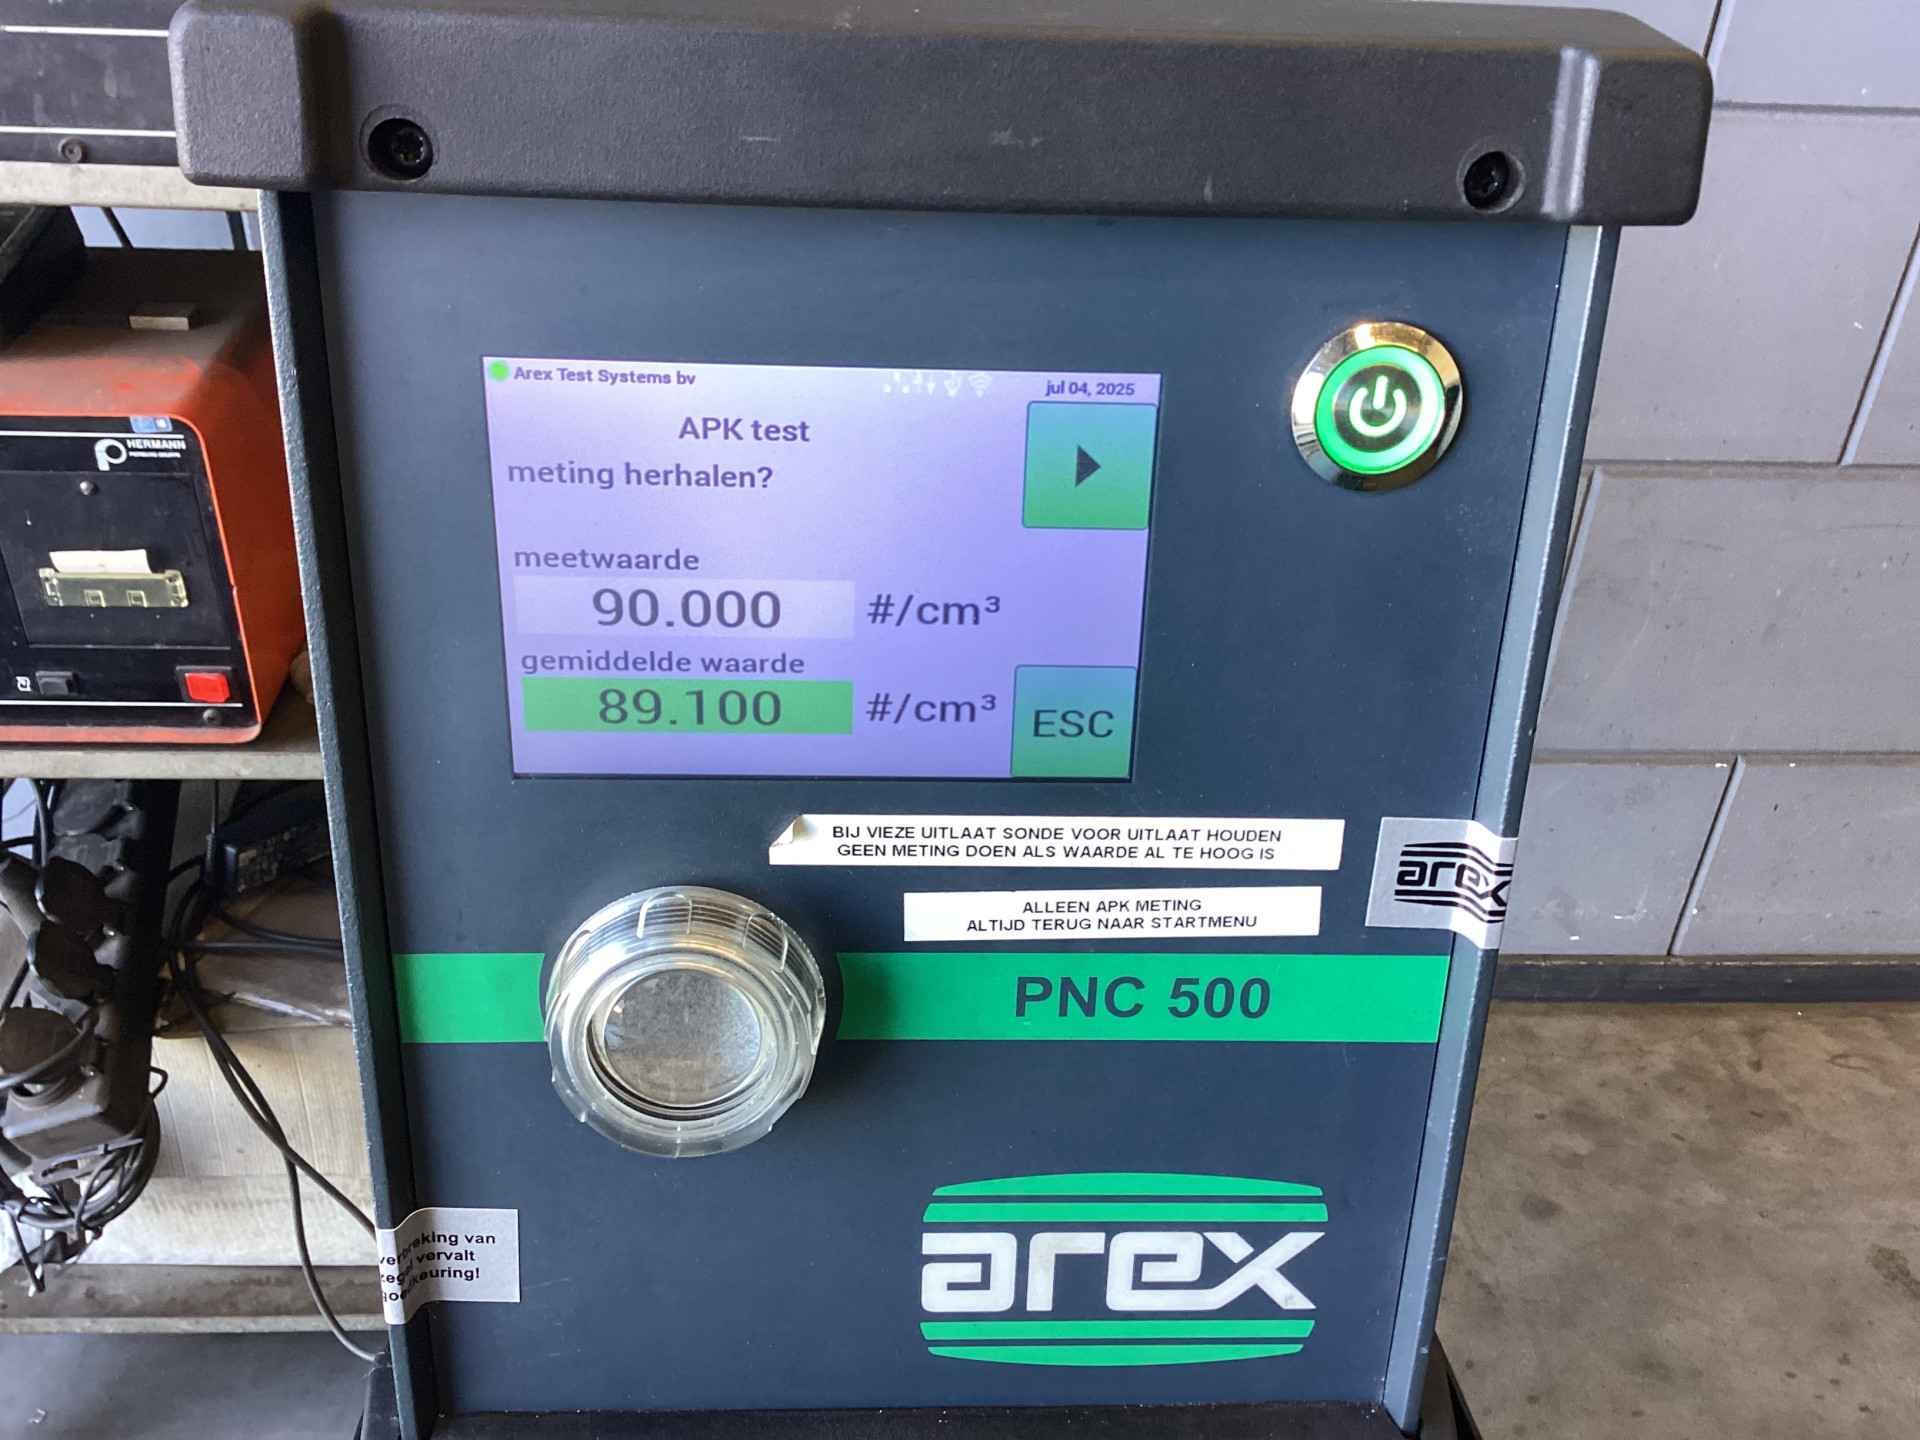 Arex Test Systems bv
jul 04, 2025
APK test
meting herhalen?
meetwaarde
90.000 #/cm³
gemiddelde waarde
89.100 #/cm³
ESC
HERMANN
BIJ VIEZE UITLAAT SONDE VOOR UITLAAT HOUDEN
GEEN METING DOEN ALS WAARDE AL TE HOOG IS
arex
ALLEEN APK METING
ALTIJD TERUG NAAR STARTMENU
PNC 500
van
vervalt
arex